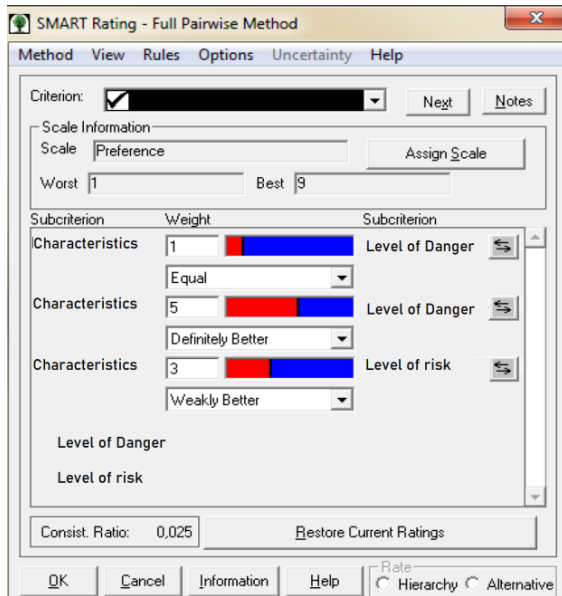 SMART Rating - Full Pairwise Method
Method View Rules Options Uncertainty Help
Criterion: Next Notes
Scale Information
Scale Preference Assign Scale
Worst 1 Best 9
Subcriterion Weight Subcriterion
Characteristics 1 Level of Danger
Equal
Characteristics 5 Level of Danger
Definitely Better
Characteristics 3 Level of risk
Weakly Better
Level of Danger
Level of risk
Consist. Ratio: 0,025 Restore Current Ratings
Rate
OK Cancel Information Help Hierarchy Alternative